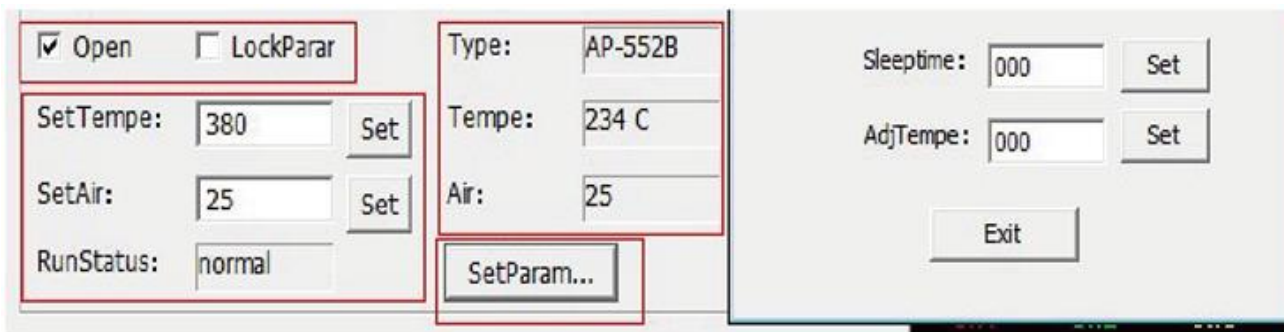 Open LockParar
SetTempe: 380 Set
SetAir: 25 Set
RunStatus: normal
Type: AP-552B
Tempe: 234 C
Air: 25
SetParam...
Sleeptime: 000 Set
AdjTempe: 000 Set
Exit